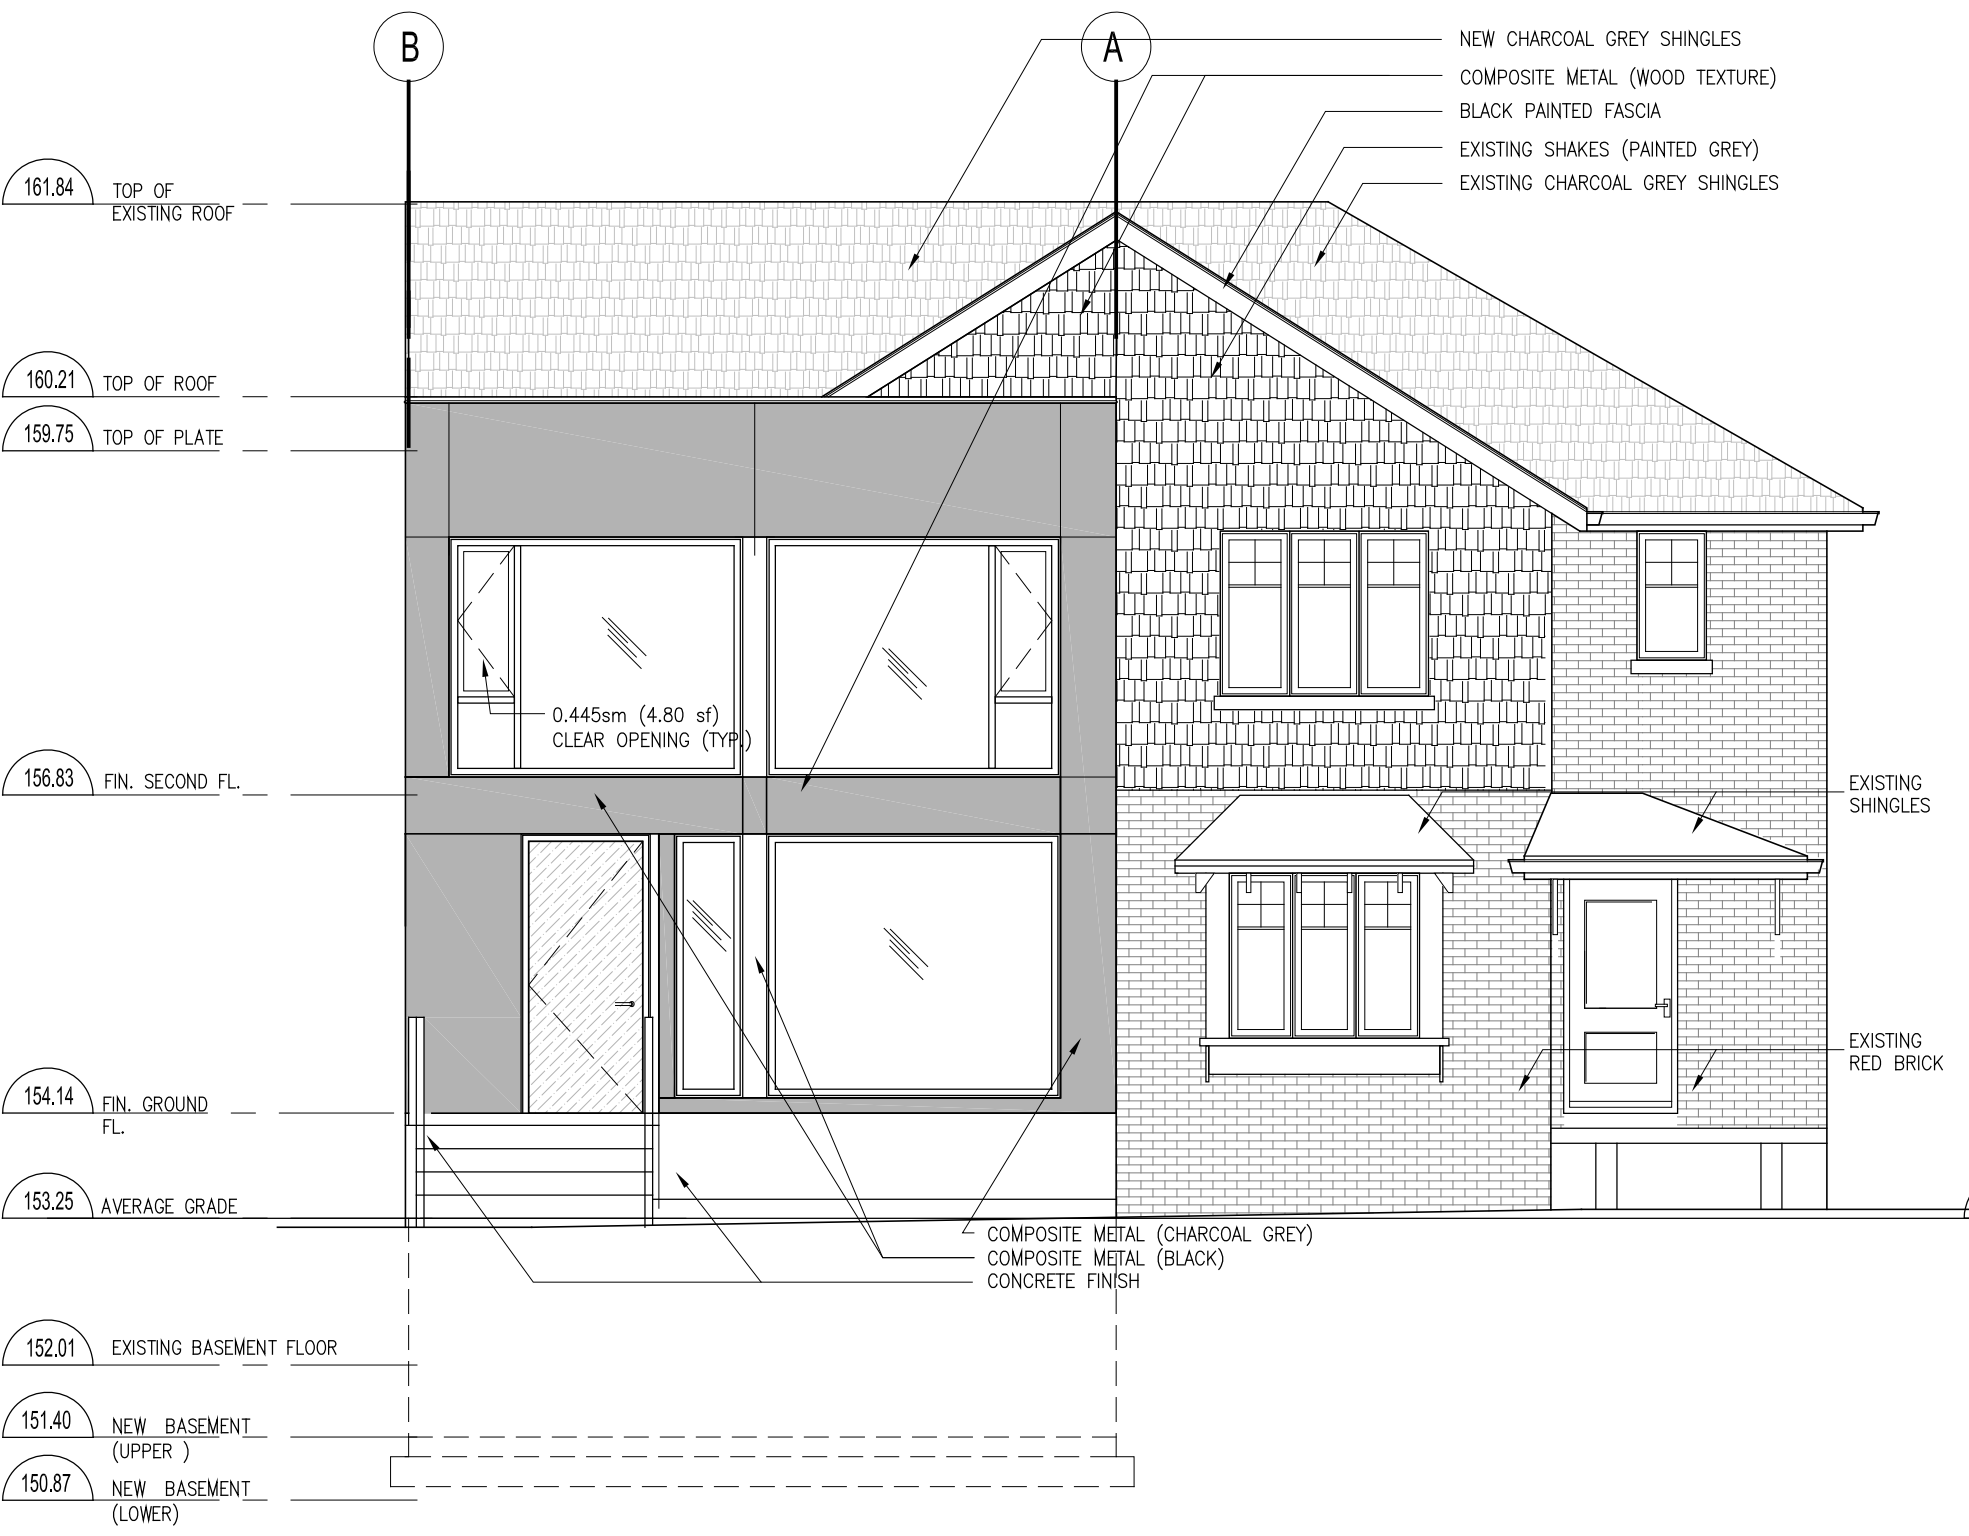 B
A
NEW CHARCOAL GREY SHINGLES
COMPOSITE METAL (WOOD TEXTURE)
BLACK PAINTED FASCIA
EXISTING SHAKES (PAINTED GREY)
EXISTING CHARCOAL GREY SHINGLES
161.84 TOP OF
EXISTING ROOF
160.21 TOP OF ROOF
159.75 TOP OF PLATE
0.445sm (4.80 sf)
CLEAR OPENING (TYP.)
156.83 FIN. SECOND FL.
EXISTING
SHINGLES
EXISTING
RED BRICK
154.14 FIN. GROUND
FL.
153.25 AVERAGE GRADE
COMPOSITE METAL (CHARCOAL GREY)
COMPOSITE METAL (BLACK)
CONCRETE FINISH
152.01 EXISTING BASEMENT FLOOR
151.40 NEW BASEMENT
(UPPER )
150.87 NEW BASEMENT
(LOWER)